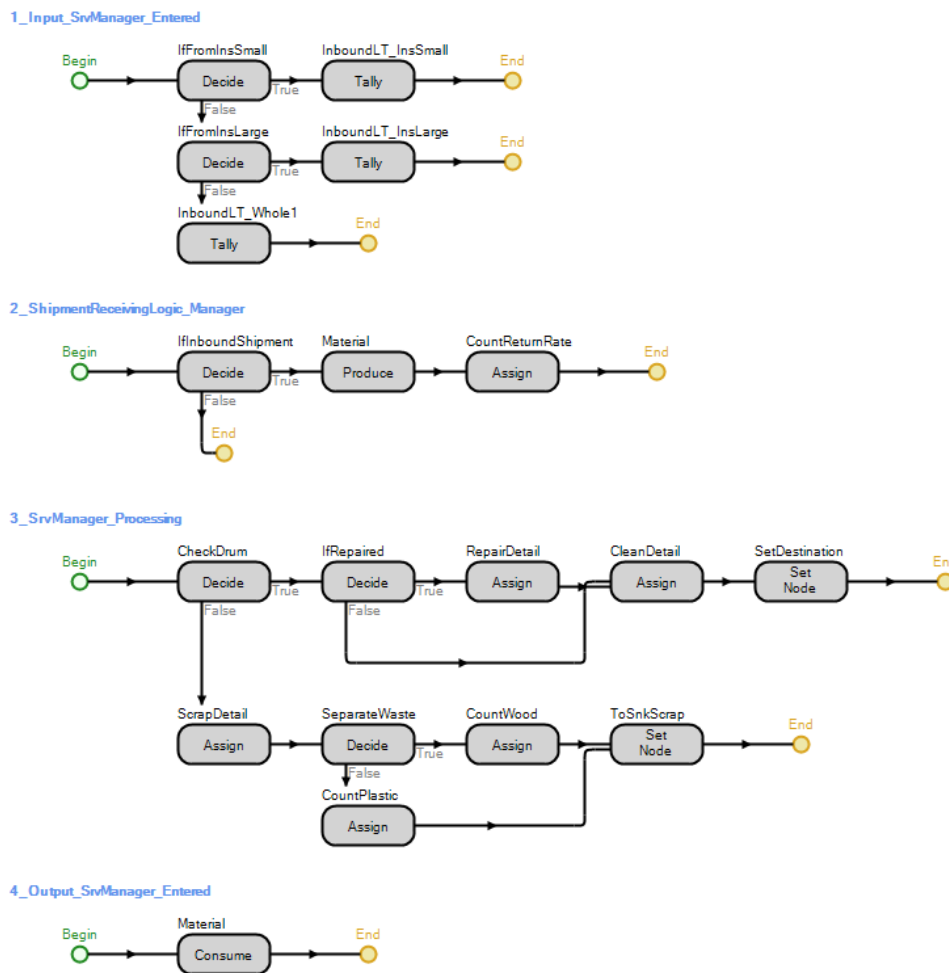 1_Input_SrvManager_Entered
IfFromInsSmall InboundLT_InsSmall
Begin End
Decide Tally
True
False
IfFromInsLarge InboundLT_InsLarge
End
Decide Tally
True
False
InboundLT_Whole1
End
Tally
2_ShipmentReceivingLogic_Manager
IfInboundShipment Material CountReturnRate
Begin End
Decide Produce Assign
True
False
End
3_SrvManager_Processing
CheckDrum IfRepaired RepairDetail CleanDetail SetDestination
Begin En
Decide Decide Assign Assign Set Node
True True
False False
ScrapDetail SeparateWaste CountWood ToSnkScrap
End
Assign Decide Assign Set Node
True
False
CountPlastic
Assign
4_Output_SrvManager_Entered
Material
Begin End
Consume